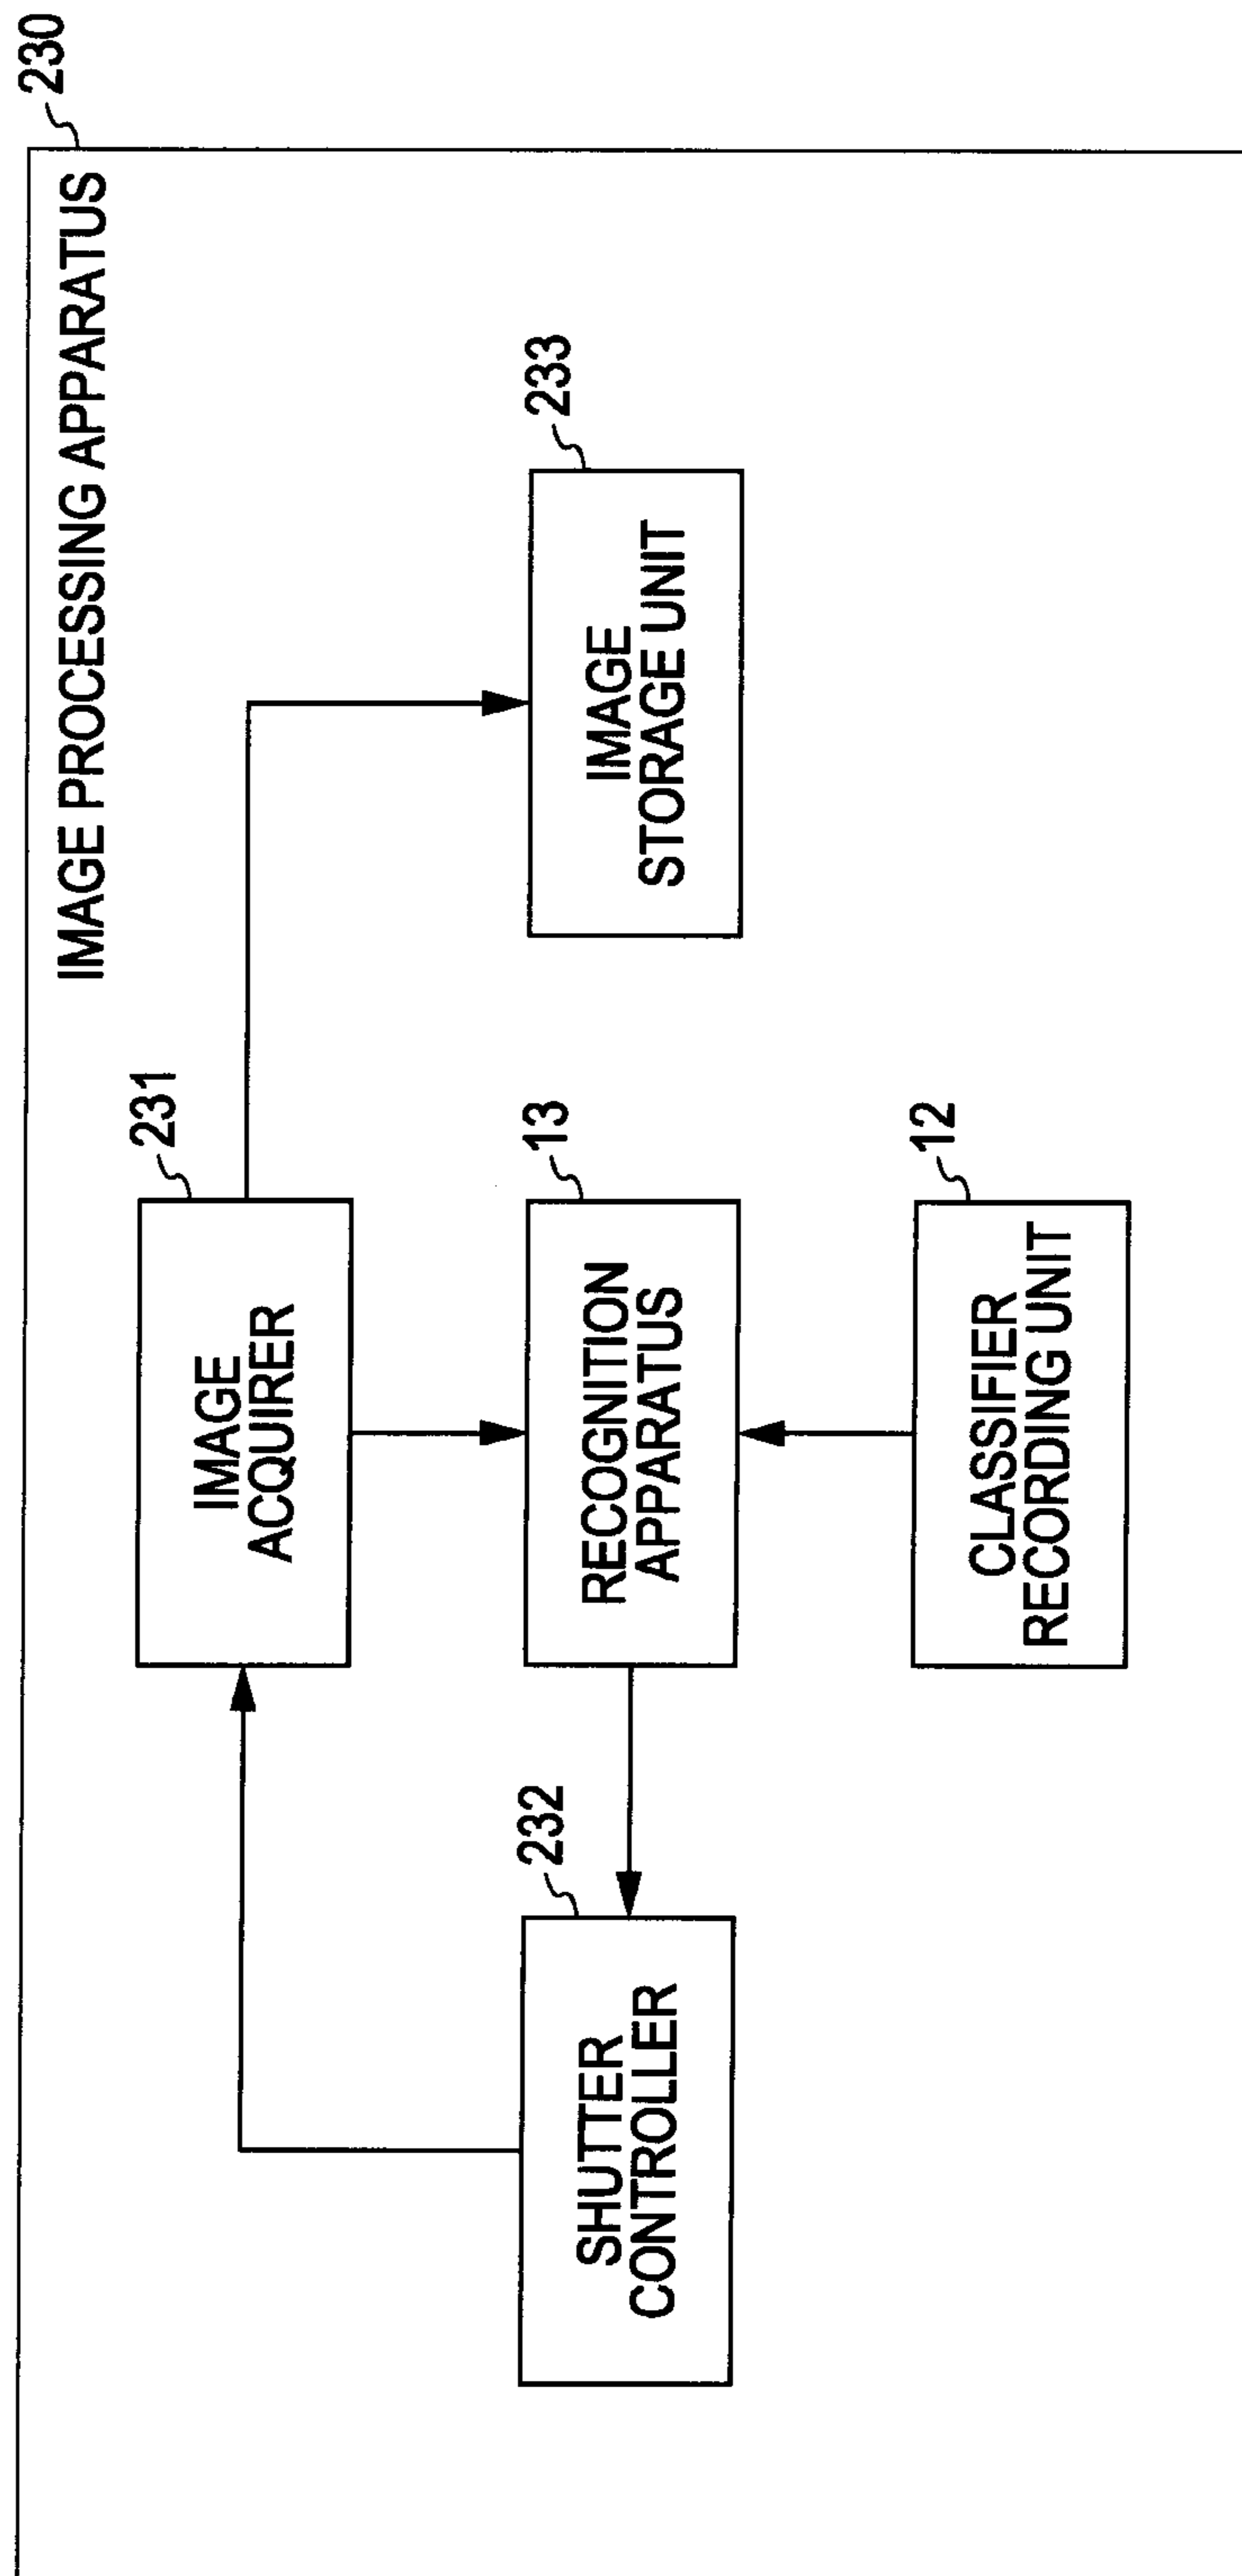 230
IMAGE PROCESSING APPARATUS
231
IMAGE
ACQUIRER
232
SHUTTER
CONTROLLER
13
RECOGNITION
APPARATUS
233
IMAGE
STORAGE UNIT
12
CLASSIFIER
RECORDING UNIT